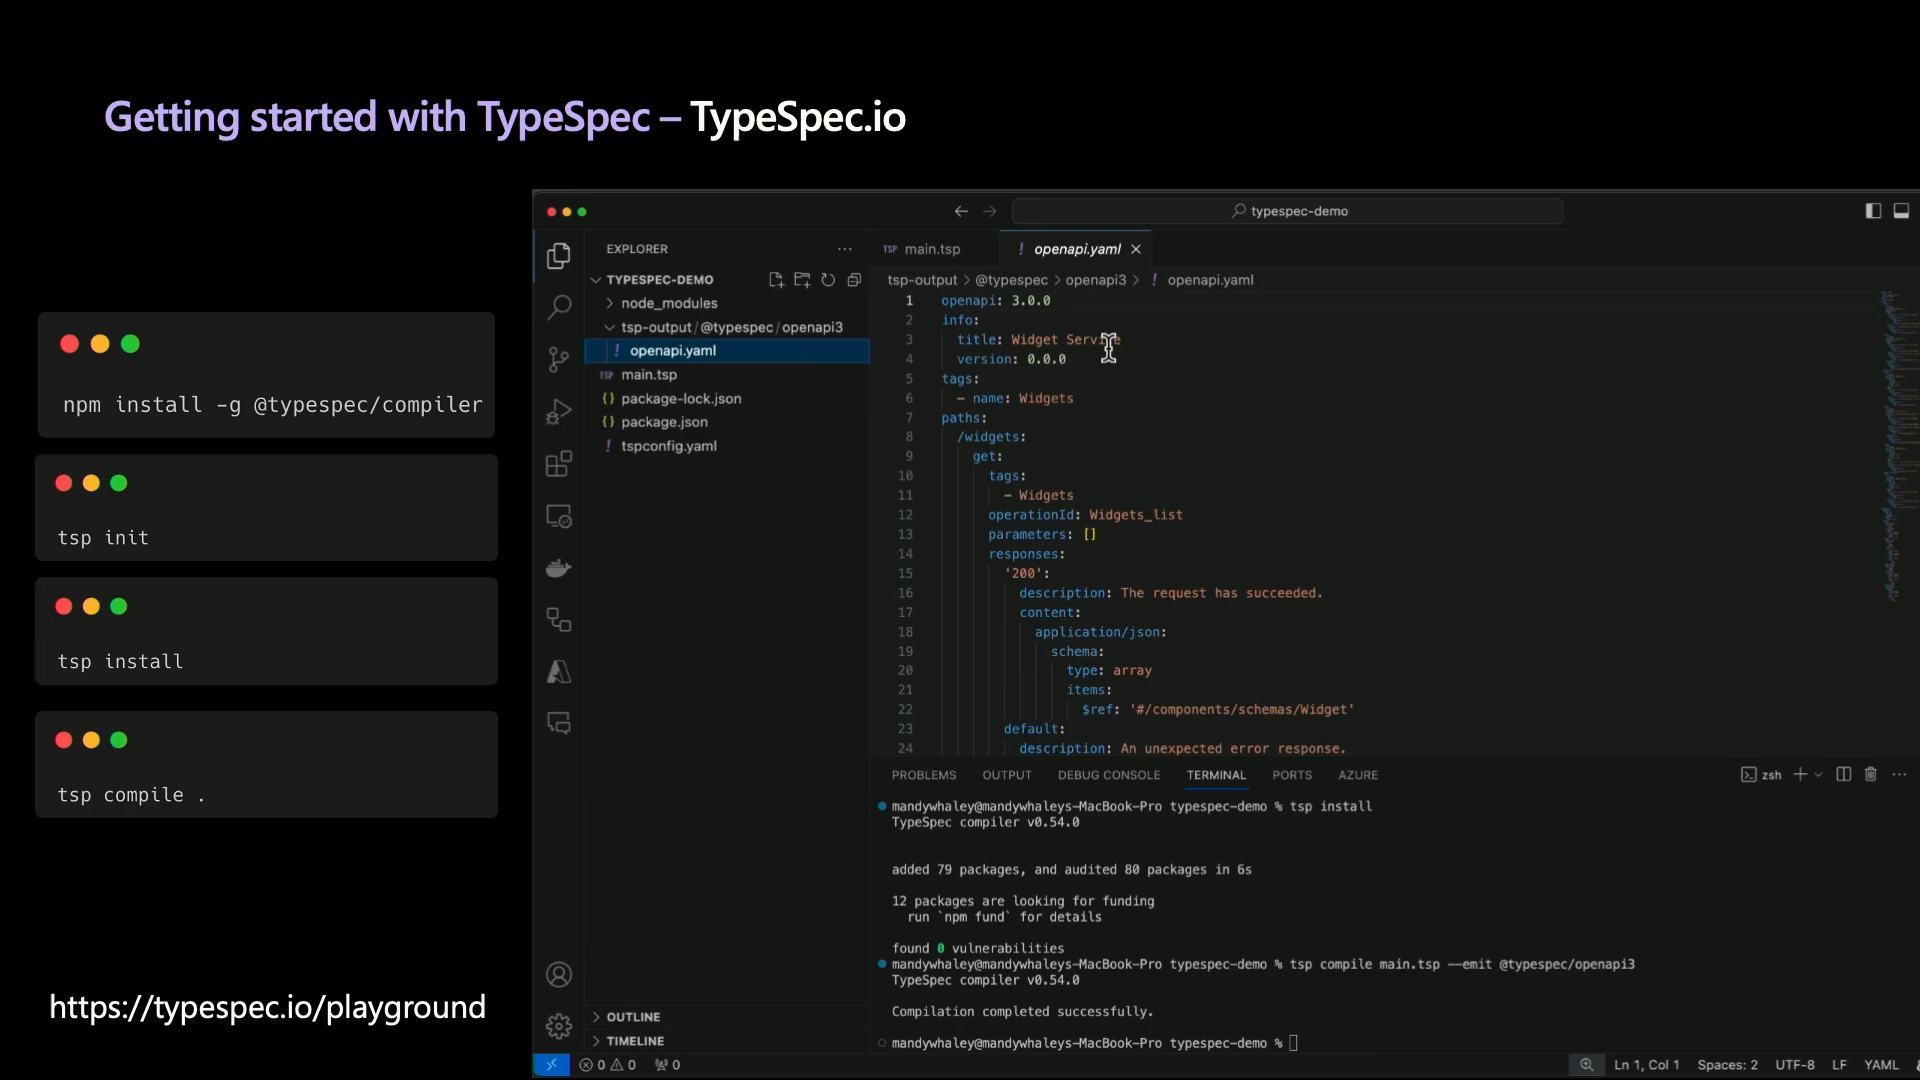 Getting started with TypeSpec – TypeSpec.io
npm install -g @typespec/compiler
tsp init
tsp install
tsp compile .
https://typespec.io/playground
typespec-demo
EXPLORER
TYPESPEC-DEMO
node_modules
tsp-output/@typespec/openapi3
! openapi.yaml
TSP main.tsp
{} package-lock.json
{} package.json
! tspconfig.yaml
OUTLINE
TIMELINE
TSP main.tsp
! openapi.yaml
tsp-output > @typespec > openapi3 > ! openapi.yaml
1 openapi: 3.0.0
2 info:
3 title: Widget Service
4 version: 0.0.0
5 tags:
6 - name: Widgets
7 paths:
8 /widgets:
9 get:
10 tags:
11 - Widgets
12 operationId: Widgets_list
13 parameters: []
14 responses:
15 '200':
16 description: The request has succeeded.
17 content:
18 application/json:
19 schema:
20 type: array
21 items:
22 $ref: '#/components/schemas/Widget'
23 default:
24 description: An unexpected error response.
PROBLEMS OUTPUT DEBUG CONSOLE TERMINAL PORTS AZURE
zsh
mandywhaley@mandywhaleys-MacBook-Pro typespec-demo % tsp install
TypeSpec compiler v0.54.0
added 79 packages, and audited 80 packages in 6s
12 packages are looking for funding
run `npm fund` for details
found 0 vulnerabilities
mandywhaley@mandywhaleys-MacBook-Pro typespec-demo % tsp compile main.tsp --emit @typespec/openapi3
TypeSpec compiler v0.54.0
Compilation completed successfully.
mandywhaley@mandywhaleys-MacBook-Pro typespec-demo %
0 0 0
Ln 1, Col 1 Spaces: 2 UTF-8 LF YAML